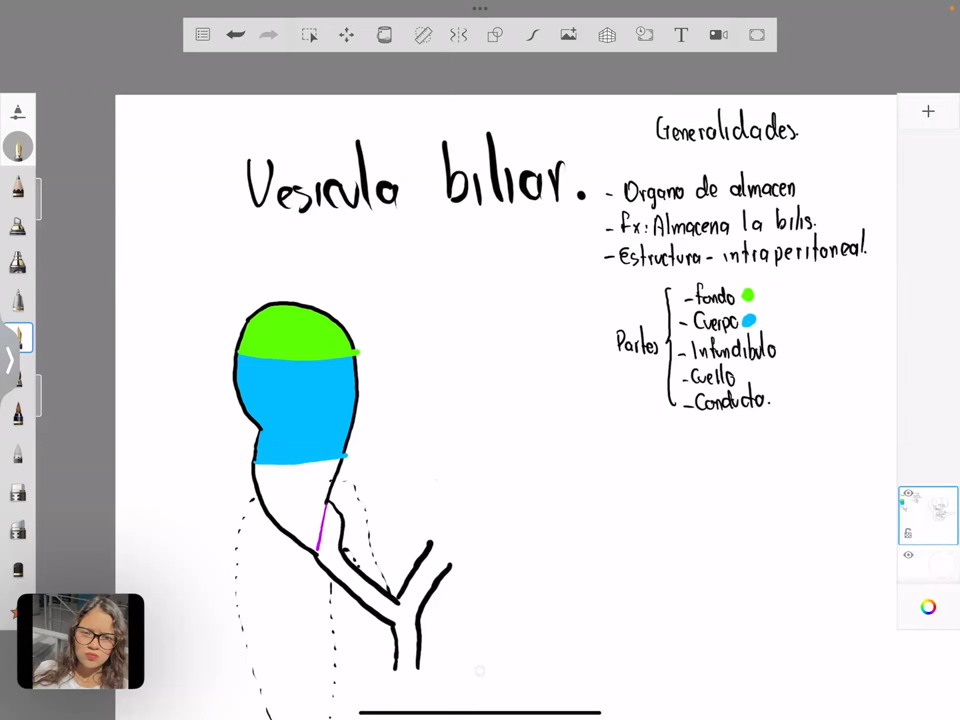 Vesicula biliar.
Generalidades
- Organo de almacen
- fx: Almacena la bilis.
- Estructura - intraperitoneal.
Partes
- fondo
- Cuerpo
- Infundibulo
- Cuello
- Conducto.
T